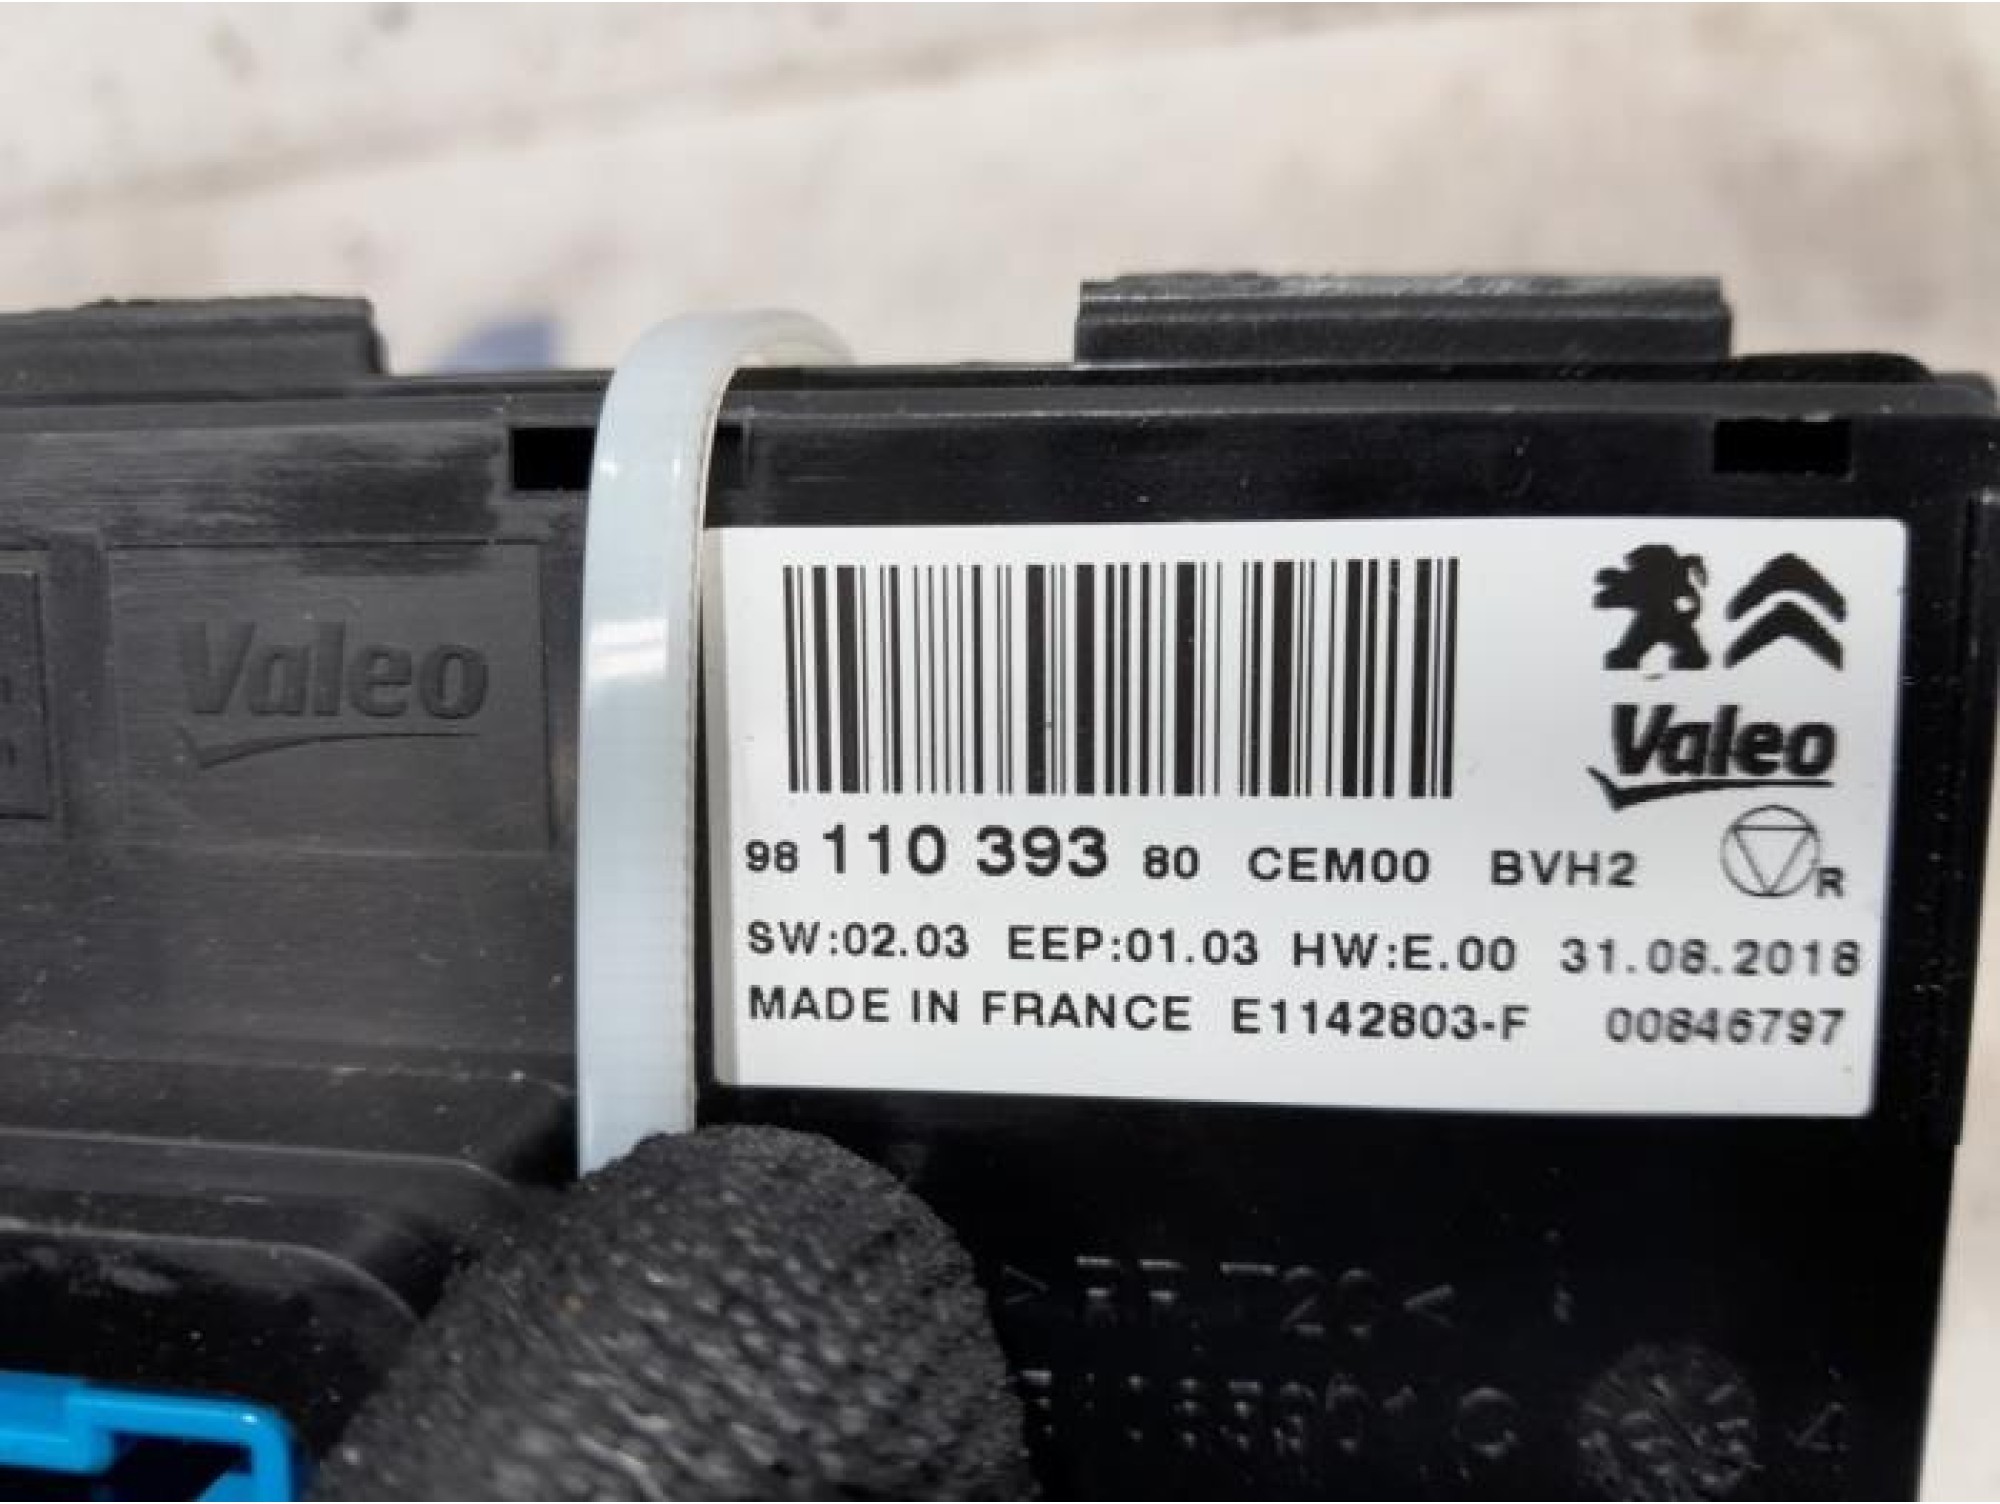 Valeo
Valeo
98 110 393 80 CEM00 BVH2 R
SW:02.03 EEP:01.03 HW:E.00 31.08.2018
MADE IN FRANCE E1142803-F 00846797